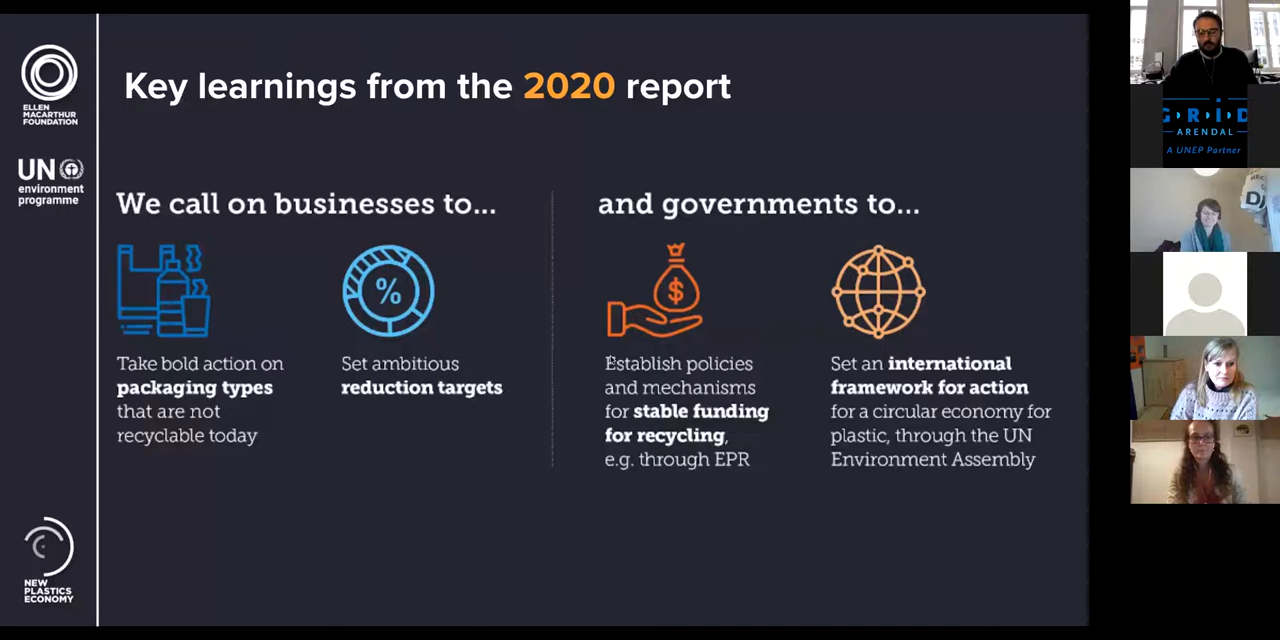 Key learnings from the 2020 report
ELLEN
MACARTHUR
FOUNDATION
UN
environment
programme
We call on businesses to...
%
Take bold action on
packaging types
that are not
recyclable today
Set ambitious
reduction targets
and governments to...
$
Establish policies
and mechanisms
for stable funding
for recycling,
e.g. through EPR
Set an international
framework for action
for a circular economy for
plastic, through the UN
Environment Assembly
NEW
PLASTICS
ECONOMY
GRID
ARENDAL
A UNEP Partner